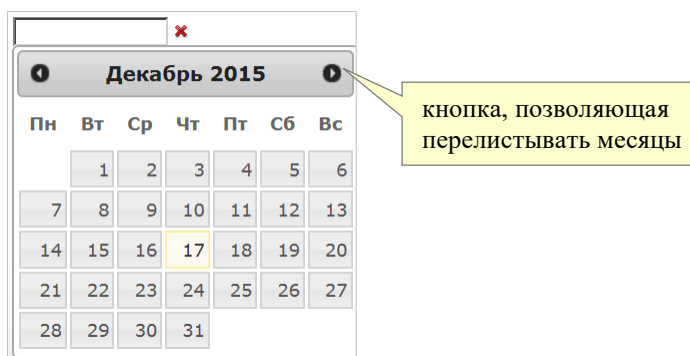 Декабрь 2015
кнопка, позволяющая
перелистывать месяцы
Пн Вт Ср Чт Пт Сб Вс
1 2 3 4 5 6
7 8 9 10 11 12 13
14 15 16 17 18 19 20
21 22 23 24 25 26 27
28 29 30 31